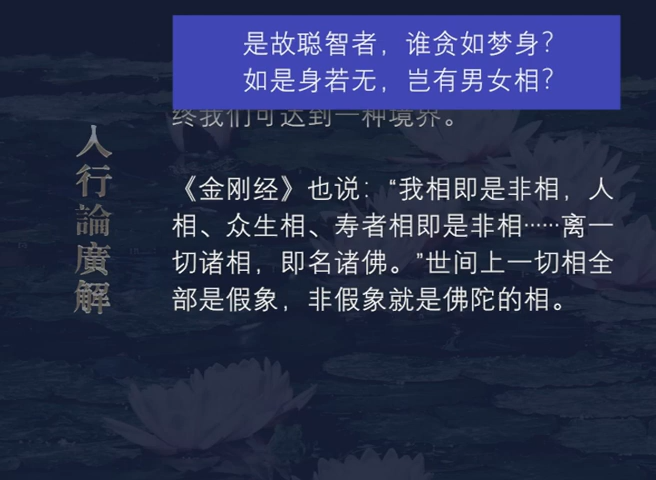 是故聪智者，谁贪如梦身？
如是身若无，岂有男女相？
终我们可达到一种境界。
《金刚经》也说：“我相即是非相，人
相、众生相、寿者相即是非相……离一
切诸相，即名诸佛。”世间上一切相全
部是假象，非假象就是佛陀的相。
入行論廣解